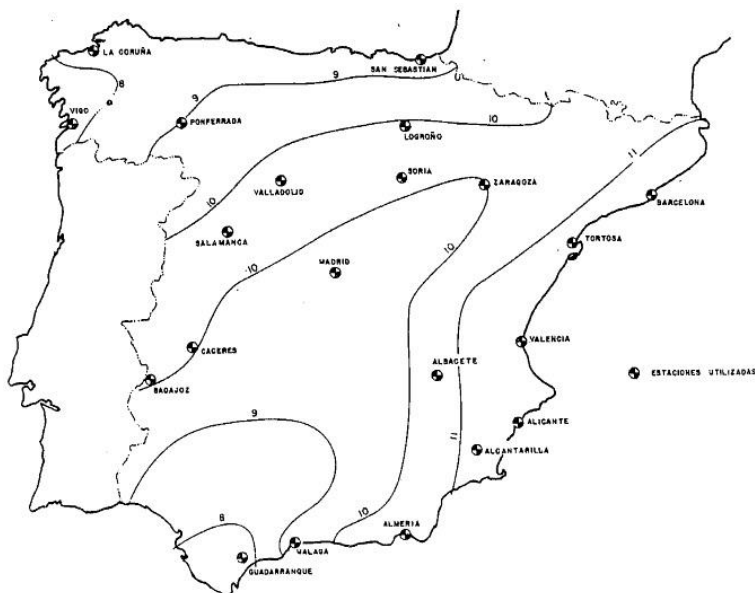 LA CORUÑA
SAN SEBASTIAN
8
9
9
VIGO
PONFERRADA
10
LOGROÑO
11
SORIA
VALLADOLID
ZARAGOZA
BARCELONA
10
SALAMANCA
TORTOSA
10
10
MADRID
CACERES
VALENCIA
11
ALBACETE
ESTACIONES UTILIZADAS
BADAJOZ
9
ALICANTE
11
ALCANTARILLA
10
8
ALMERIA
MALAGA
GUADARRANQUE